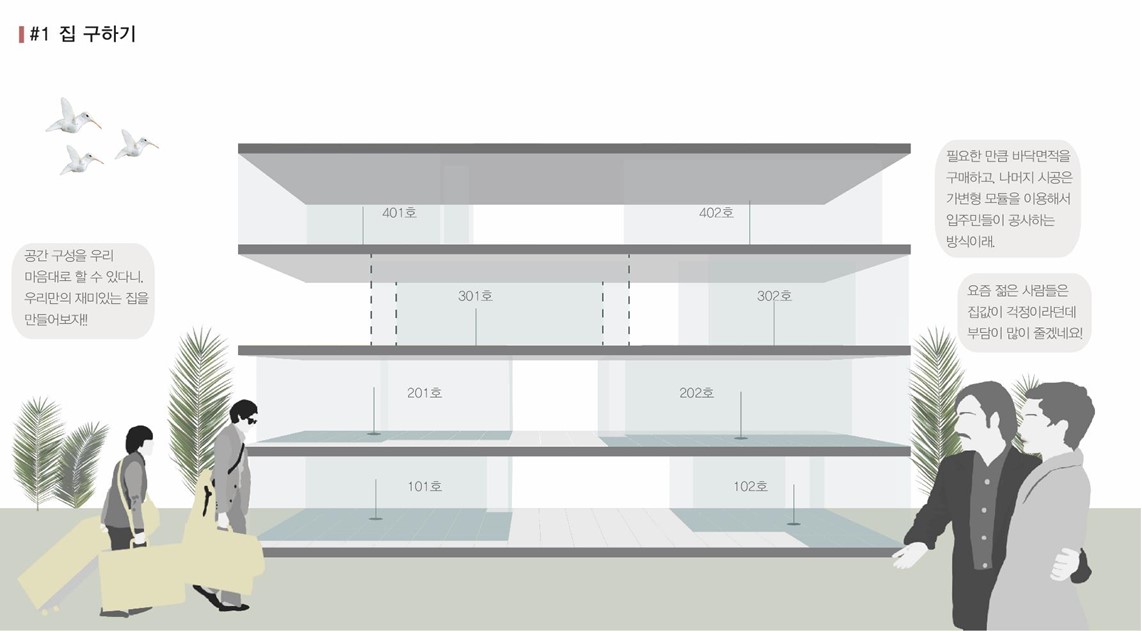 #1 집 구하기
필요한 만큼 바닥면적을
구매하고, 나머지 시공은
가변형 모듈을 이용해서
입주민들이 공사하는
방식이래.
401호
402호
공간 구성을 우리
마음대로 할 수 있다니.
우리만의 재미있는 집을
만들어보자!!
요즘 젊은 사람들은
집값이 걱정이라던데
부담이 많이 줄겠네요!
301호
302호
201호
202호
101호
102호